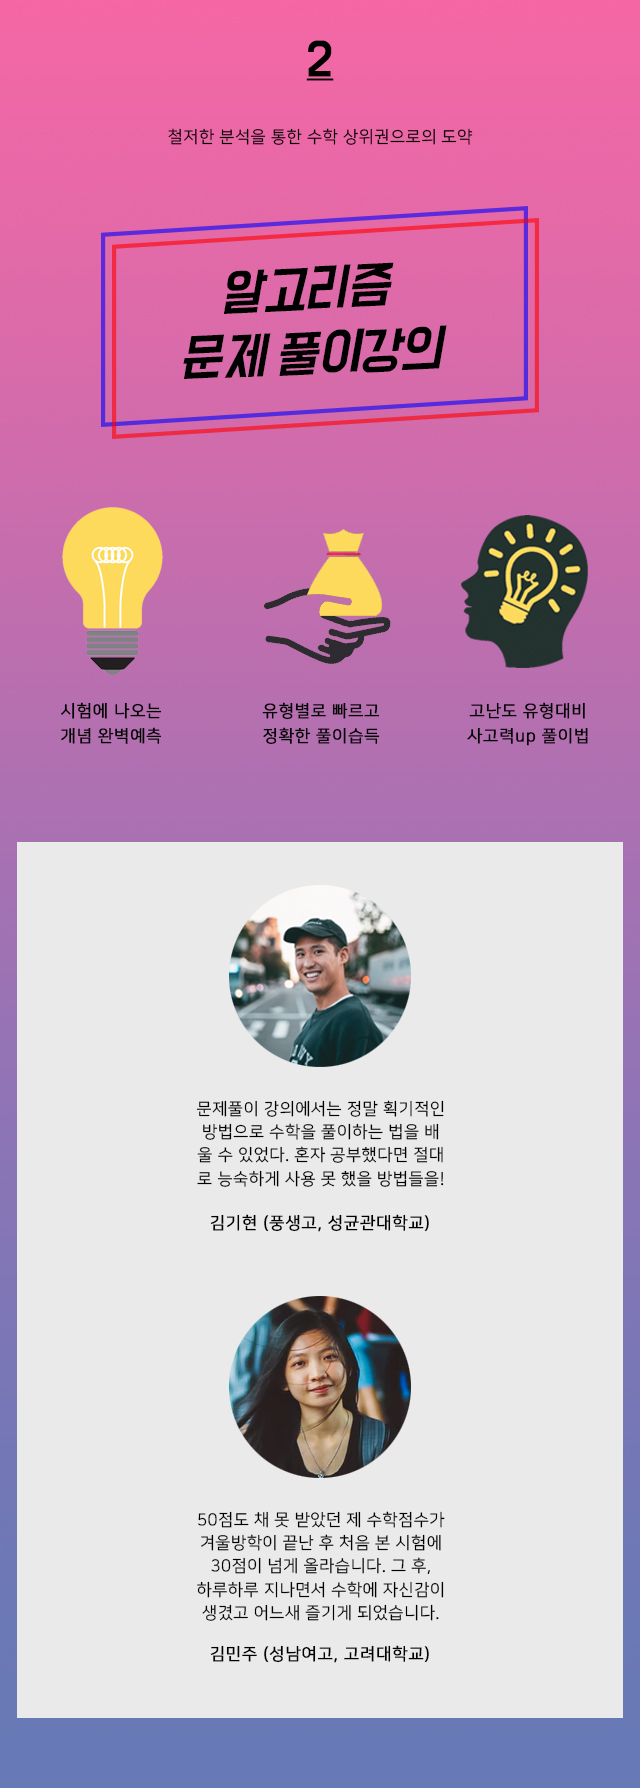 2
철저한 분석을 통한 수학 상위권으로의 도약
알고리즘
문제 풀이강의
시험에 나오는
개념 완벽예측
유형별로 빠르고
정확한 풀이습득
고난도 유형대비
사고력up 풀이법
문제풀이 강의에서는 정말 획기적인
방법으로 수학을 풀이하는 법을 배
울 수 있었다. 혼자 공부했다면 절대
로 능숙하게 사용 못 했을 방법들을!
김기현 (풍생고, 성균관대학교)
50점도 채 못 받았던 제 수학점수가
겨울방학이 끝난 후 처음 본 시험에
30점이 넘게 올라습니다. 그 후,
하루하루 지나면서 수학에 자신감이
생겼고 어느새 즐기게 되었습니다.
김민주 (성남여고, 고려대학교)